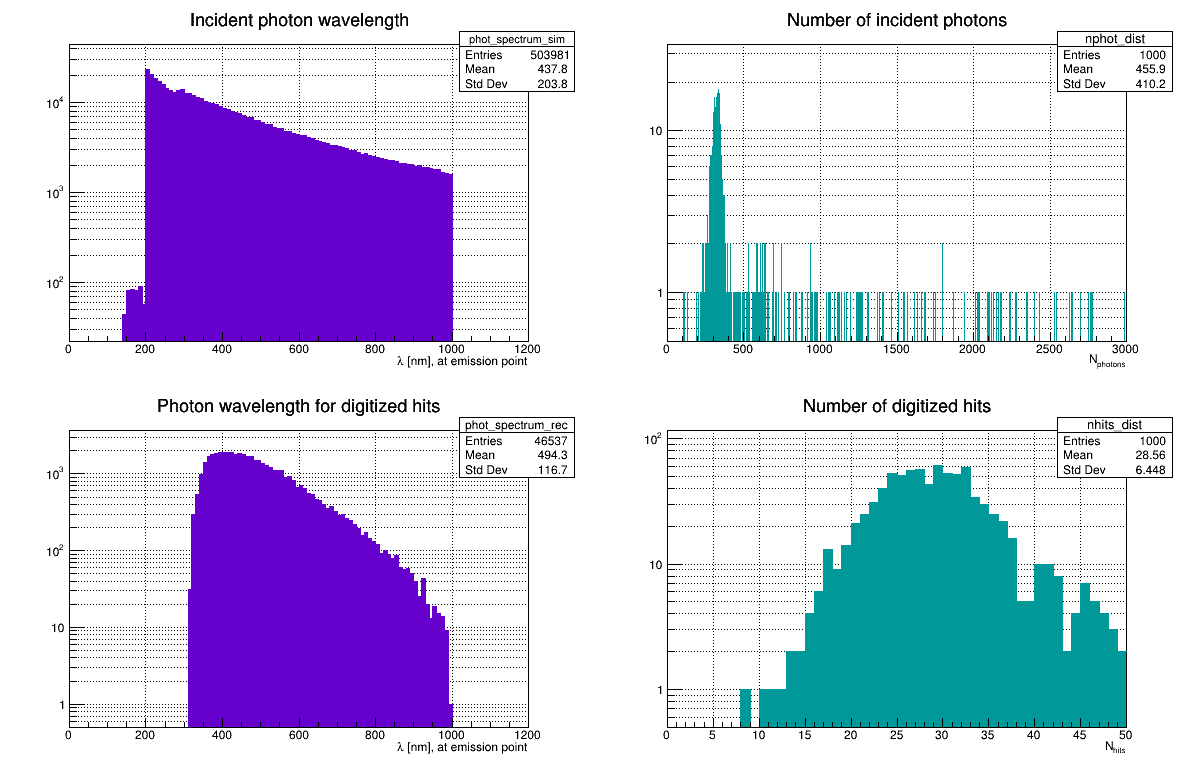 Incident photon wavelength
phot_spectrum_sim
Entries 503981
Mean 437.8
Std Dev 203.8
10^4
10^3
10^2
0 200 400 600 800 1000 1200
λ [nm], at emission point
Number of incident photons
nphot_dist
Entries 1000
Mean 455.9
Std Dev 410.2
10
1
0 500 1000 1500 2000 2500 3000
N_photons
Photon wavelength for digitized hits
phot_spectrum_rec
Entries 46537
Mean 494.3
Std Dev 116.7
10^3
10^2
10
1
0 200 400 600 800 1000 1200
λ [nm], at emission point
Number of digitized hits
nhits_dist
Entries 1000
Mean 28.56
Std Dev 6.448
10^2
10
1
0 5 10 15 20 25 30 35 40 45 50
N_hits